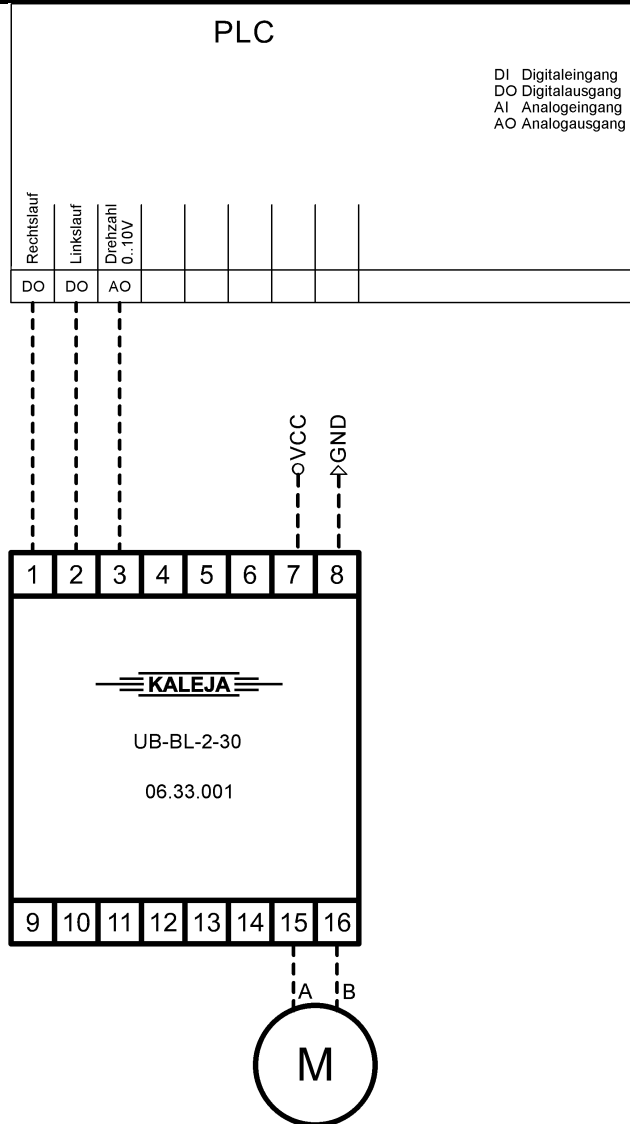 PLC
DI Digitaleingang
DO Digitalausgang
AI Analogeingang
AO Analogausgang
Rechtslauf
Linkslauf
Drehzahl
0..10V
DO DO AO
VCC
GND
1 2 3 4 5 6 7 8
KALEJA
UB-BL-2-30
06.33.001
9 10 11 12 13 14 15 16
A B
M